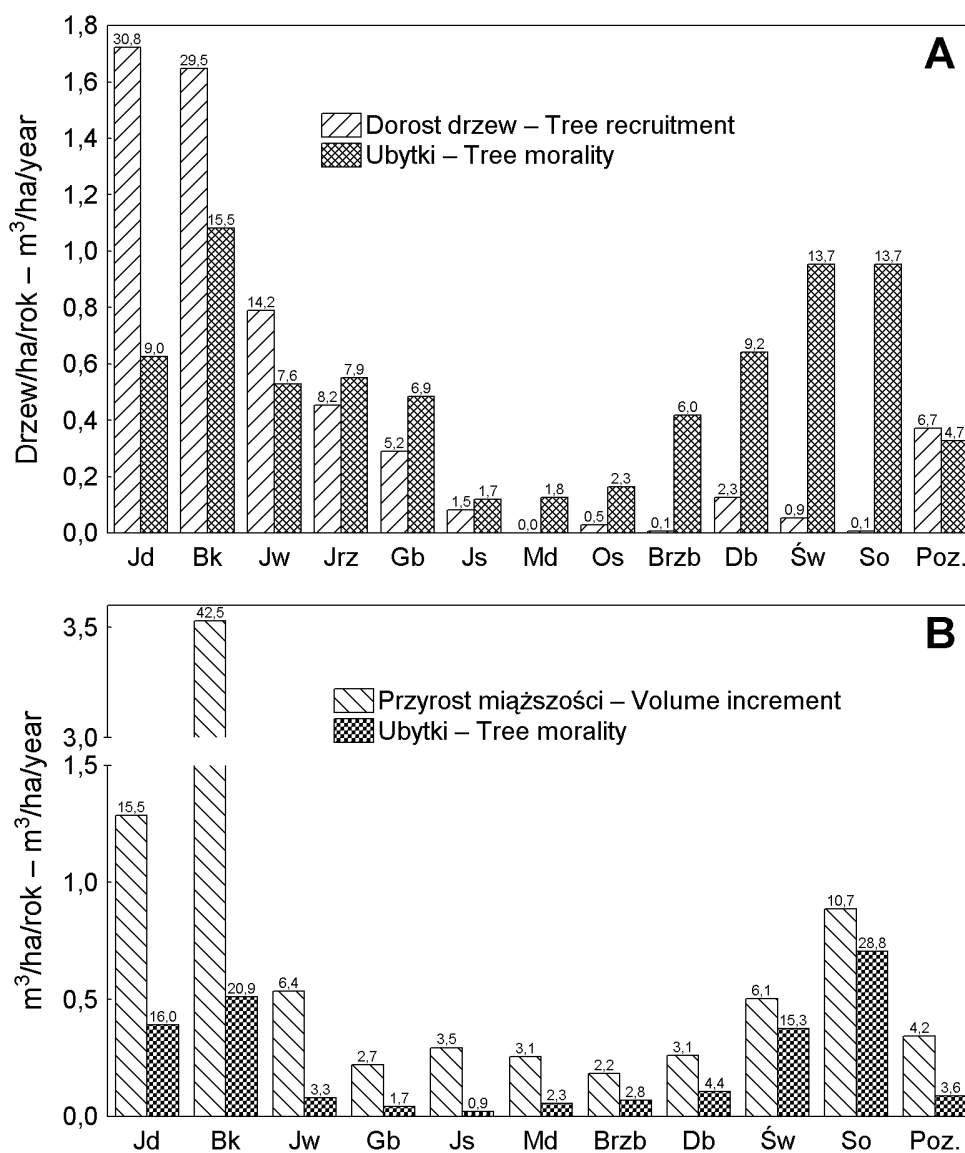 A
Drzew/ha/rok – m³/ha/year
1,8
1,6
1,4
1,2
1,0
0,8
0,6
0,4
0,2
0,0
Dorost drzew – Tree recruitment
Ubytki – Tree morality
30,8 9,0 29,5 15,5 14,2 7,6 8,2 7,9 5,2 6,9 1,5 1,7 0,0 1,8 0,5 2,3 0,1 6,0 2,3 9,2 0,9 13,7 0,1 13,7 6,7 4,7
Jd Bk Jw Jrz Gb Js Md Os Brzb Db Św So Poz.
B
m³/ha/rok – m³/ha/year
3,5
3,0
1,5
1,0
0,5
0,0
Przyrost miąższości – Volume increment
Ubytki – Tree morality
15,5 16,0 42,5 20,9 6,4 3,3 2,7 1,7 3,5 0,9 3,1 2,3 2,2 2,8 3,1 4,4 6,1 15,3 10,7 28,8 4,2 3,6
Jd Bk Jw Gb Js Md Brzb Db Św So Poz.